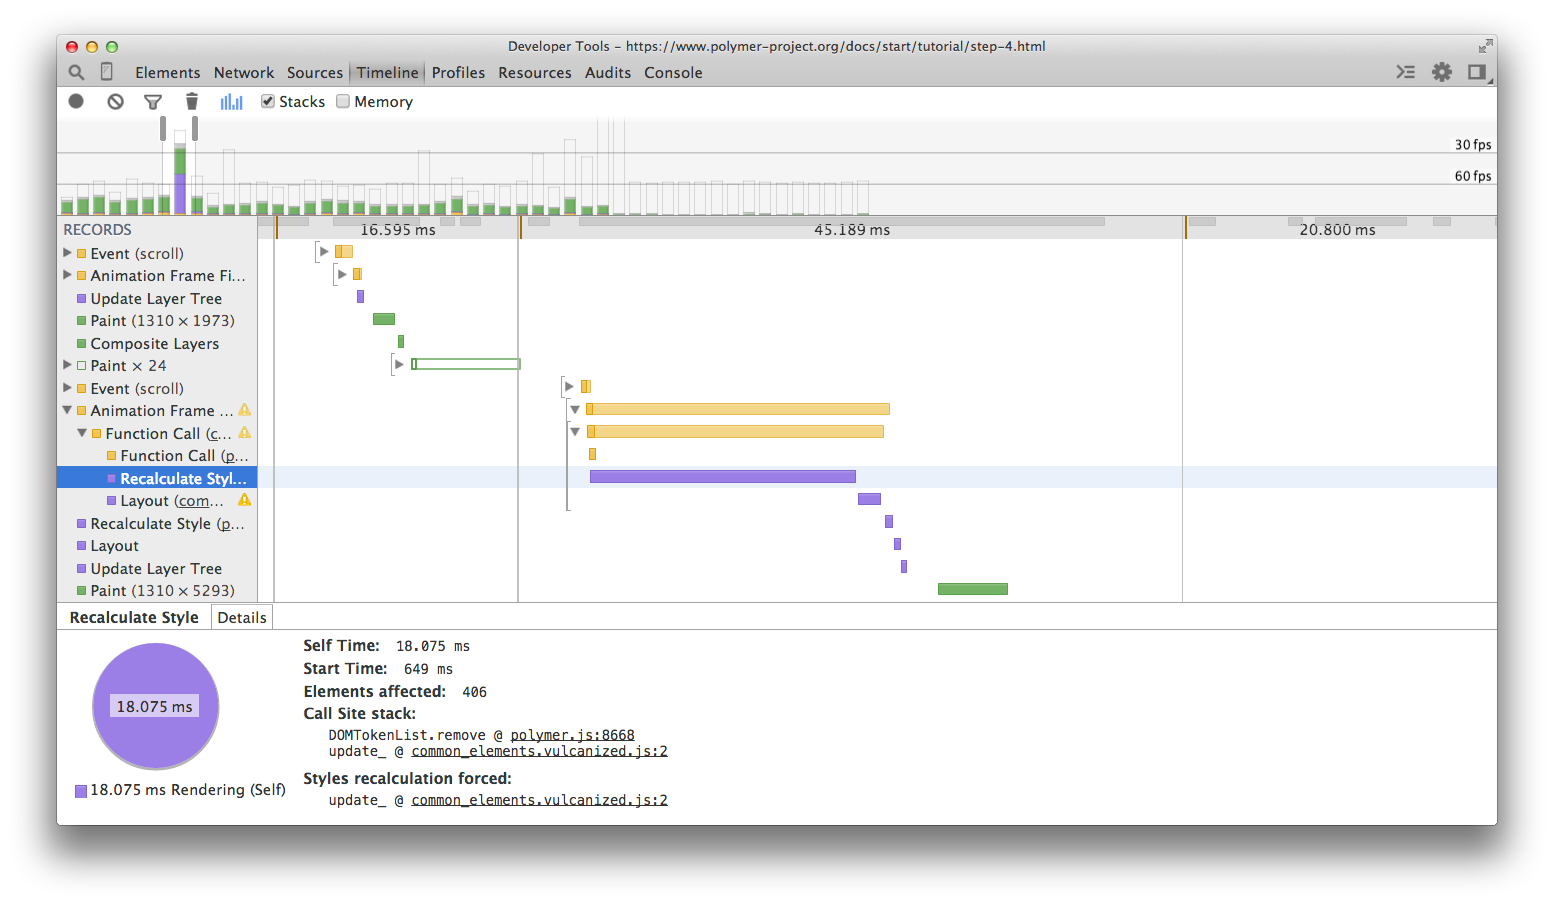 Developer Tools - https://www.polymer-project.org/docs/start/tutorial/step-4.html
Elements Network Sources Timeline Profiles Resources Audits Console
Stacks Memory
30 fps
60 fps
RECORDS 16.595 ms 45.189 ms 20.800 ms
Event (scroll)
Animation Frame Fi...
Update Layer Tree
Paint (1310 × 1973)
Composite Layers
Paint × 24
Event (scroll)
Animation Frame ...
Function Call (c...
Function Call (p...
Recalculate Styl...
Layout (com...
Recalculate Style (p...
Layout
Update Layer Tree
Paint (1310 × 5293)
Recalculate Style Details
18.075 ms
18.075 ms Rendering (Self)
Self Time: 18.075 ms
Start Time: 649 ms
Elements affected: 406
Call Site stack:
DOMTokenList.remove @ polymer.js:8668
update_ @ common_elements.vulcanized.js:2
Styles recalculation forced:
update_ @ common_elements.vulcanized.js:2